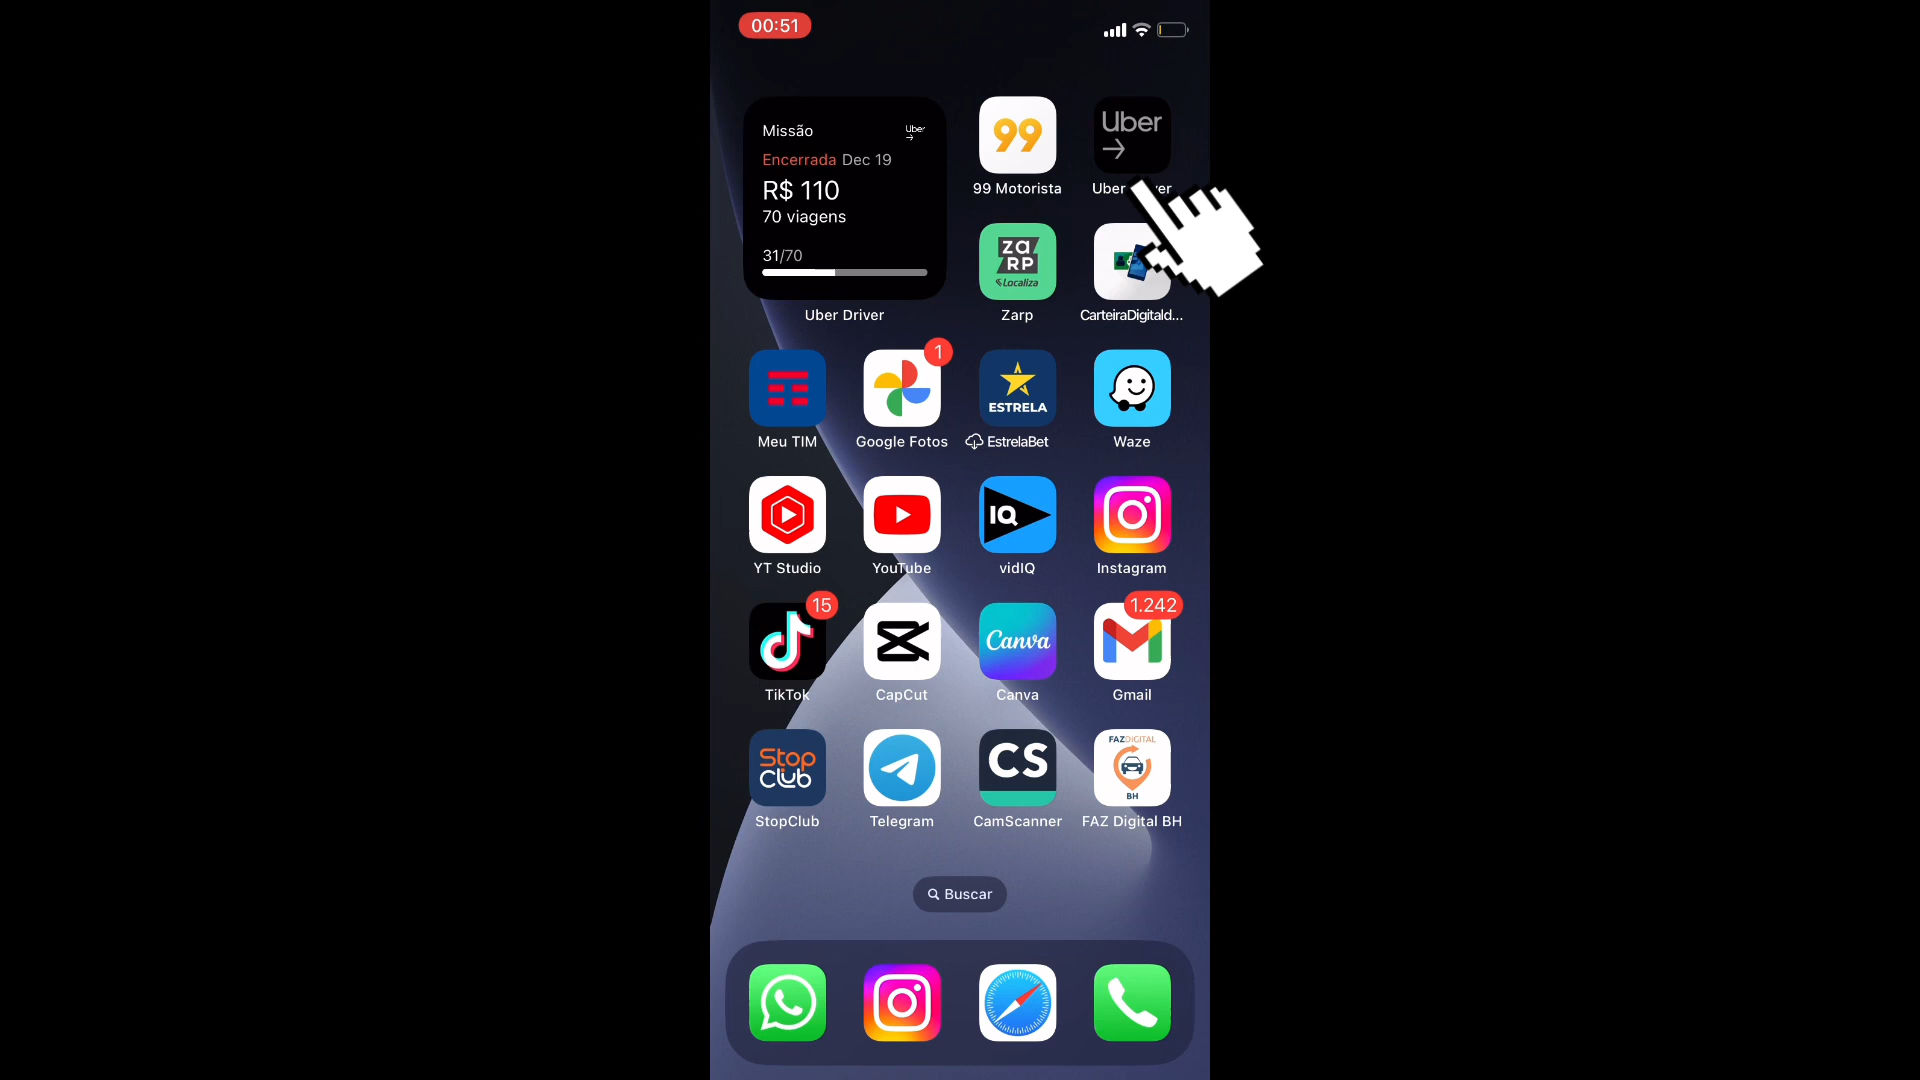 00:51
Missão
Uber
Encerrada Dec 19
R$ 110
70 viagens
31/70
Uber Driver
99
99 Motorista
Uber
Uber
zaRP
Localiza
Zarp
CarteiraDigitald...
Meu TIM
1
Google Fotos
ESTRELA
EstrelaBet
Waze
YT Studio
YouTube
IQ
vidIQ
Instagram
15
TikTok
CapCut
Canva
Canva
1.242
Gmail
Stop
Club
StopClub
Telegram
CS
CamScanner
FAZDIGITAL
BH
FAZ Digital BH
Buscar